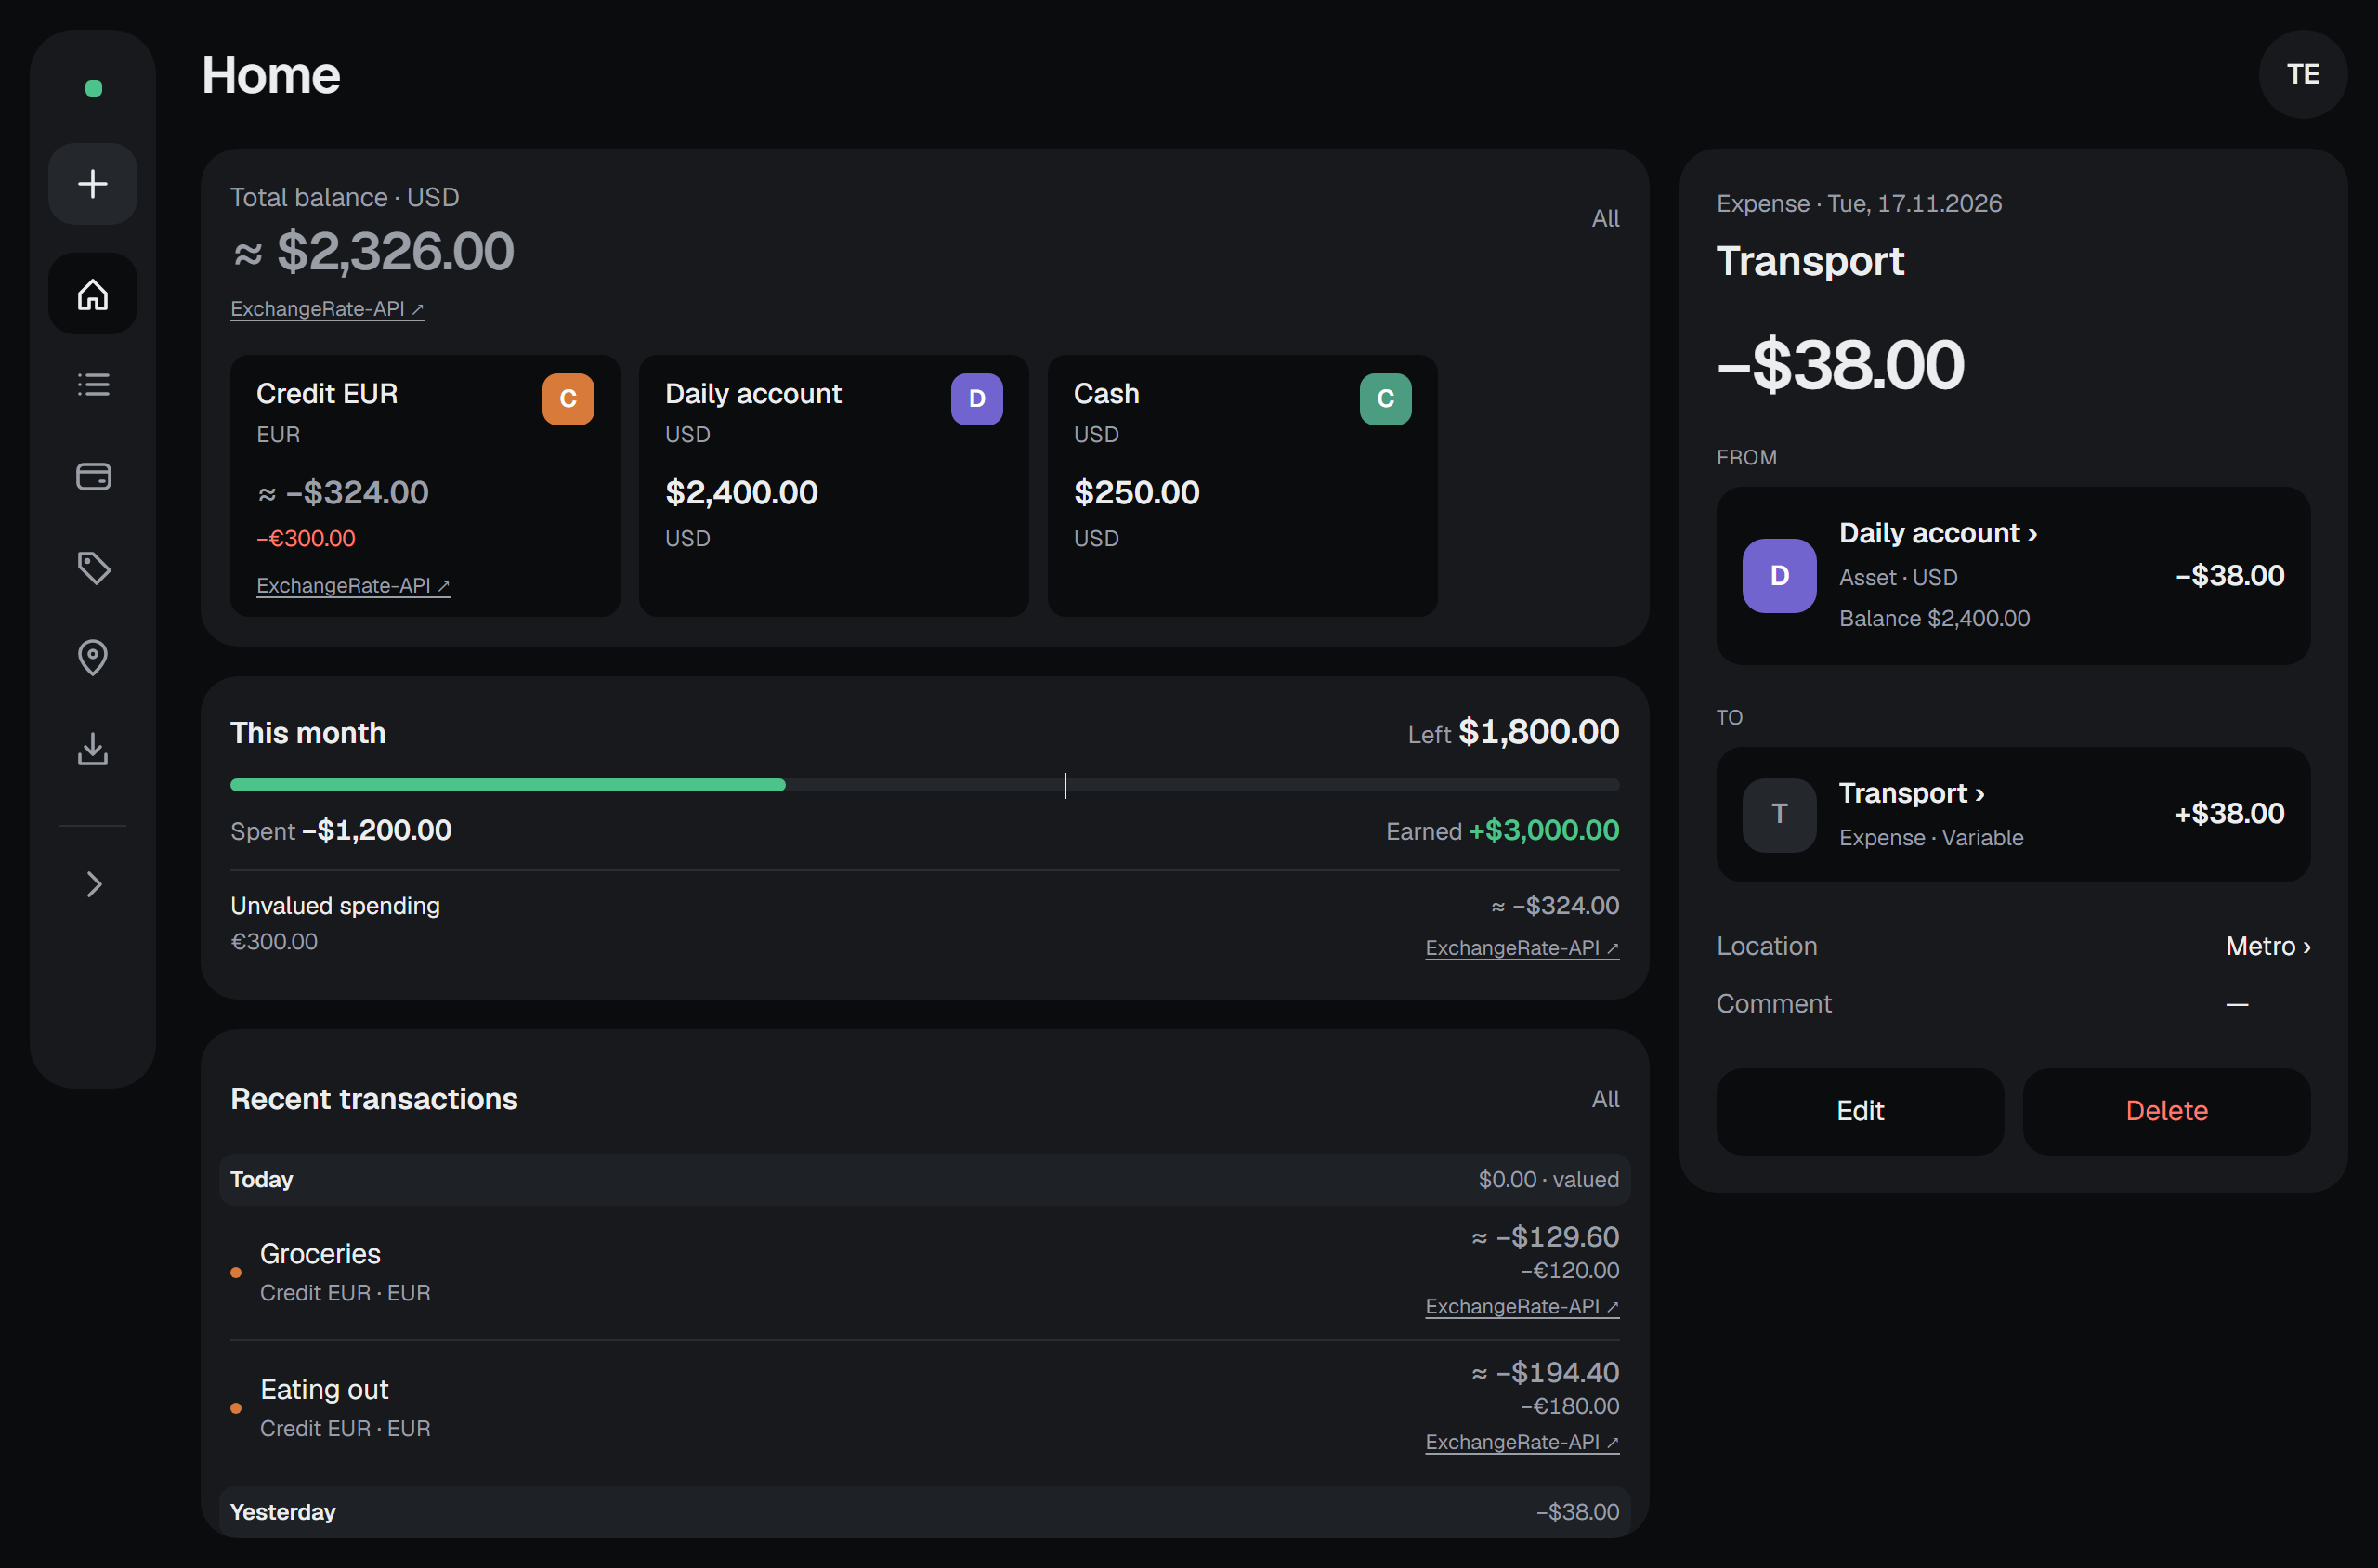 Home
TE
Total balance · USD
All
≈ $2,326.00
ExchangeRate-API ↗
Credit EUR
C
EUR
≈ −$324.00
−€300.00
ExchangeRate-API ↗
Daily account
D
USD
$2,400.00
USD
Cash
C
USD
$250.00
USD
This month
Left $1,800.00
Spent −$1,200.00
Earned +$3,000.00
Unvalued spending
≈ −$324.00
€300.00
ExchangeRate-API ↗
Recent transactions
All
Today
$0.00 · valued
Groceries
≈ −$129.60
Credit EUR · EUR
−€120.00
ExchangeRate-API ↗
Eating out
≈ −$194.40
Credit EUR · EUR
−€180.00
ExchangeRate-API ↗
Yesterday
−$38.00
Expense · Tue, 17.11.2026
Transport
−$38.00
FROM
D
Daily account ›
Asset · USD
Balance $2,400.00
−$38.00
TO
T
Transport ›
Expense · Variable
+$38.00
Location
Metro ›
Comment
—
Edit
Delete